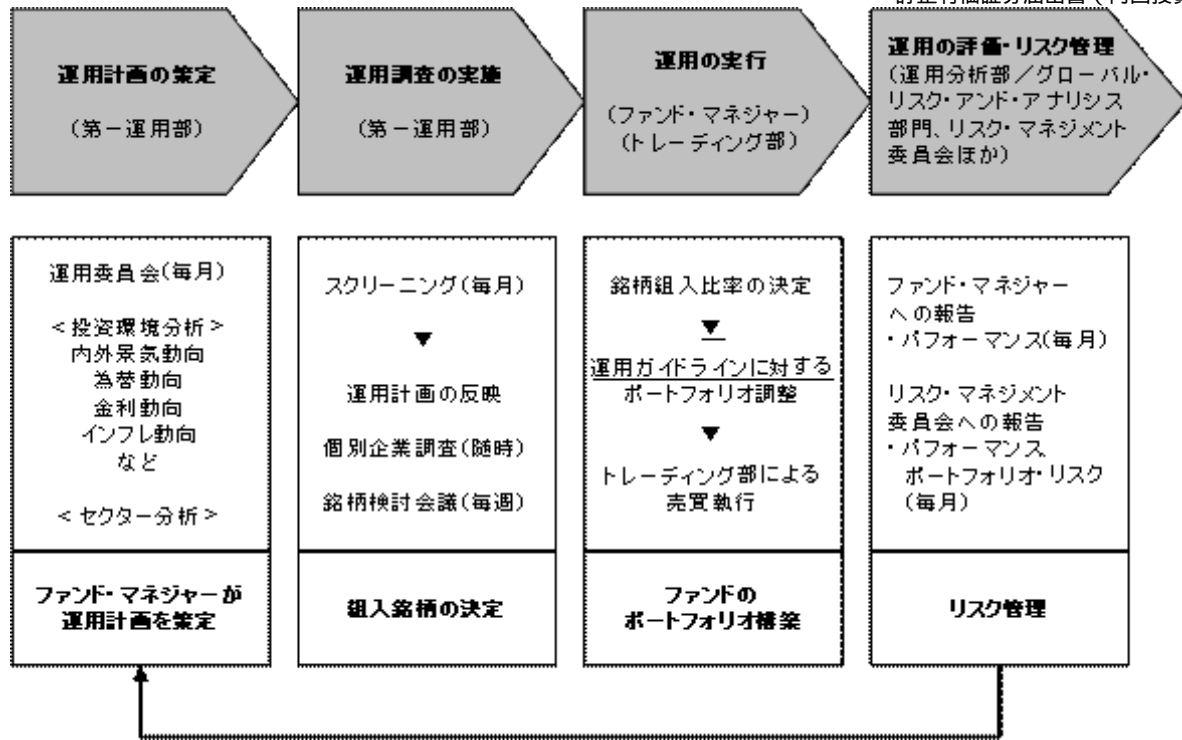 運用計画の策定
(第一運用部)
運用調査の実施
(第一運用部)
運用の実行
(ファンド・マネジャー)
(トレーディング部)
運用の評価・リスク管理
(運用分析部／グローバル・
リスク・アンド・アナリシス
部門、リスク・マネジメント
委員会ほか)
運用委員会(毎月)
<投資環境分析>
内外景気動向
為替動向
金利動向
インフレ動向
など
<セクター分析>
ファンド・マネジャーが
運用計画を策定
スクリーニング(毎月)
▼
運用計画の反映
個別企業調査(随時)
銘柄検討会議(毎週)
組入銘柄の決定
銘柄組入比率の決定
▼
運用ガイドラインに対する
ポートフォリオ調整
▼
トレーディング部による
売買執行
ファンドの
ポートフォリオ構築
ファンド・マネジャー
への報告
・パフォーマンス(毎月)
リスク・マネジメント
委員会への報告
・パフォーマンス、
ポートフォリオ・リスク
(毎月)
リスク管理